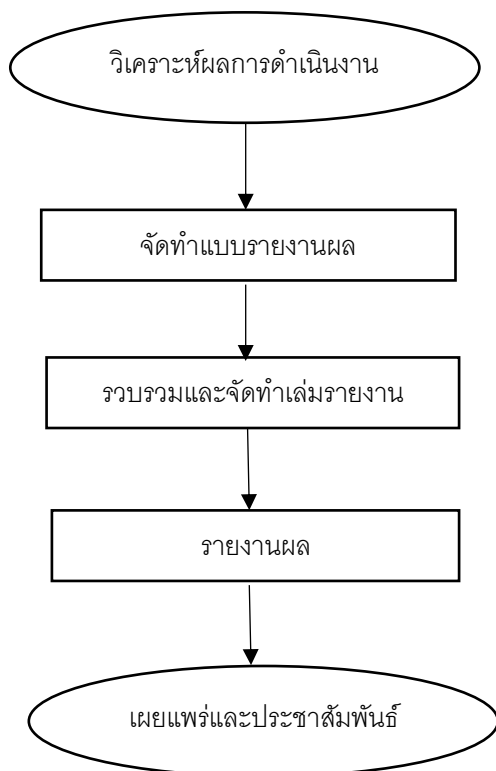 วิเคราะห์ผลการดำเนินงาน
จัดทำแบบรายงานผล
รวบรวมและจัดทำเล่มรายงาน
รายงานผล
เผยแพร่และประชาสัมพันธ์